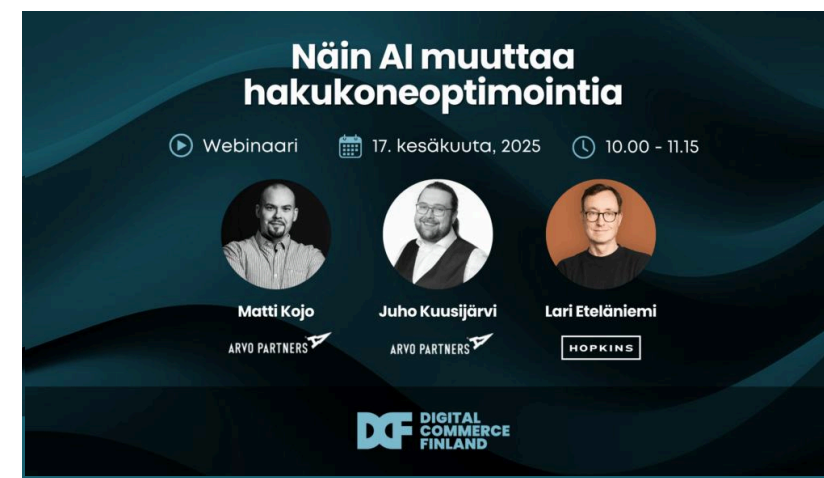 Näin AI muuttaa
hakukoneoptimointia
Webinaari 17. kesäkuuta, 2025 10.00 - 11.15
Matti Kojo Juho Kuusijärvi Lari Eteläniemi
ARVO PARTNERS ARVO PARTNERS HOPKINS
DCF DIGITAL
COMMERCE
FINLAND